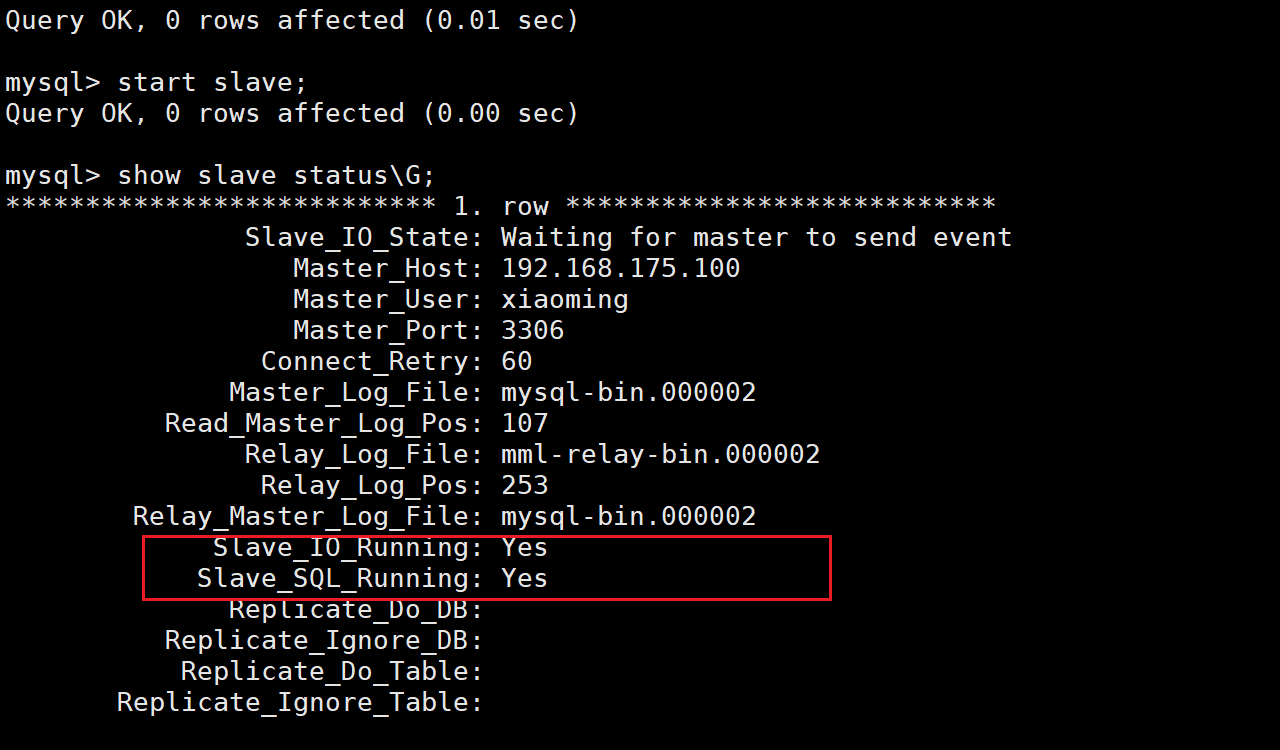 Query OK, 0 rows affected (0.01 sec)
mysql> start slave;
Query OK, 0 rows affected (0.00 sec)
mysql> show slave status\G;
*************************** 1. row ***************************
Slave_IO_State: Waiting for master to send event
Master_Host: 192.168.175.100
Master_User: xiaoming
Master_Port: 3306
Connect_Retry: 60
Master_Log_File: mysql-bin.000002
Read_Master_Log_Pos: 107
Relay_Log_File: mml-relay-bin.000002
Relay_Log_Pos: 253
Relay_Master_Log_File: mysql-bin.000002
Slave_IO_Running: Yes
Slave_SQL_Running: Yes
Replicate_Do_DB:
Replicate_Ignore_DB:
Replicate_Do_Table:
Replicate_Ignore_Table: